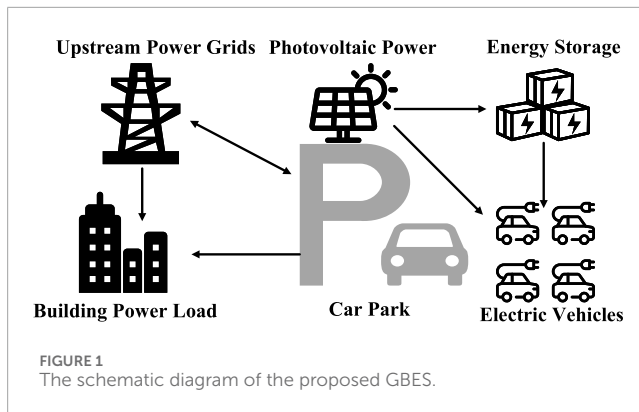 Upstream Power Grids
Photovoltaic Power
Energy Storage
P
Building Power Load
Car Park
Electric Vehicles
FIGURE 1
The schematic diagram of the proposed GBES.